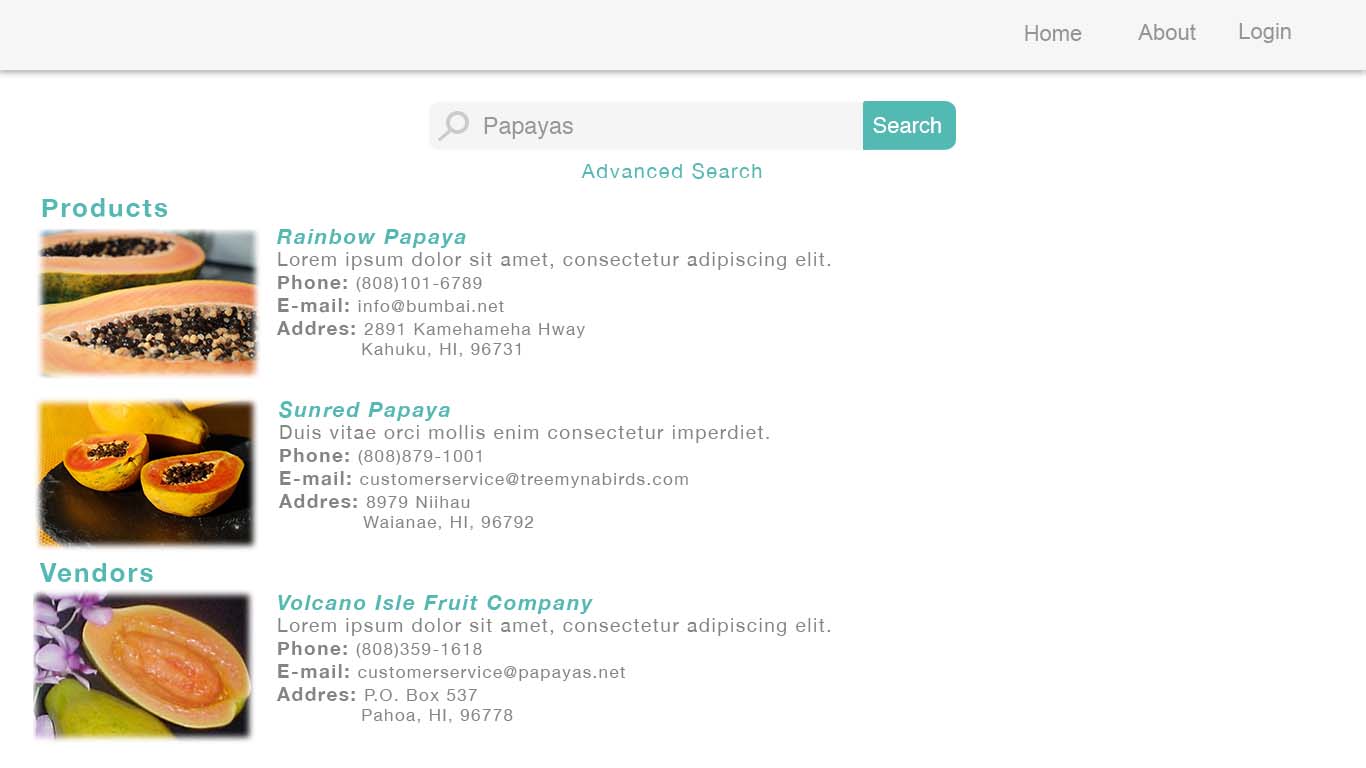 Home About Login
Papayas Search
Advanced Search
Products
Rainbow Papaya
Lorem ipsum dolor sit amet, consectetur adipiscing elit.
Phone: (808)101-6789
E-mail: info@bumbai.net
Addres: 2891 Kamehameha Hway
Kahuku, HI, 96731
Sunred Papaya
Duis vitae orci mollis enim consectetur imperdiet.
Phone: (808)879-1001
E-mail: customerservice@treemynabirds.com
Addres: 8979 Niihau
Waianae, HI, 96792
Vendors
Volcano Isle Fruit Company
Lorem ipsum dolor sit amet, consectetur adipiscing elit.
Phone: (808)359-1618
E-mail: customerservice@papayas.net
Addres: P.O. Box 537
Pahoa, HI, 96778